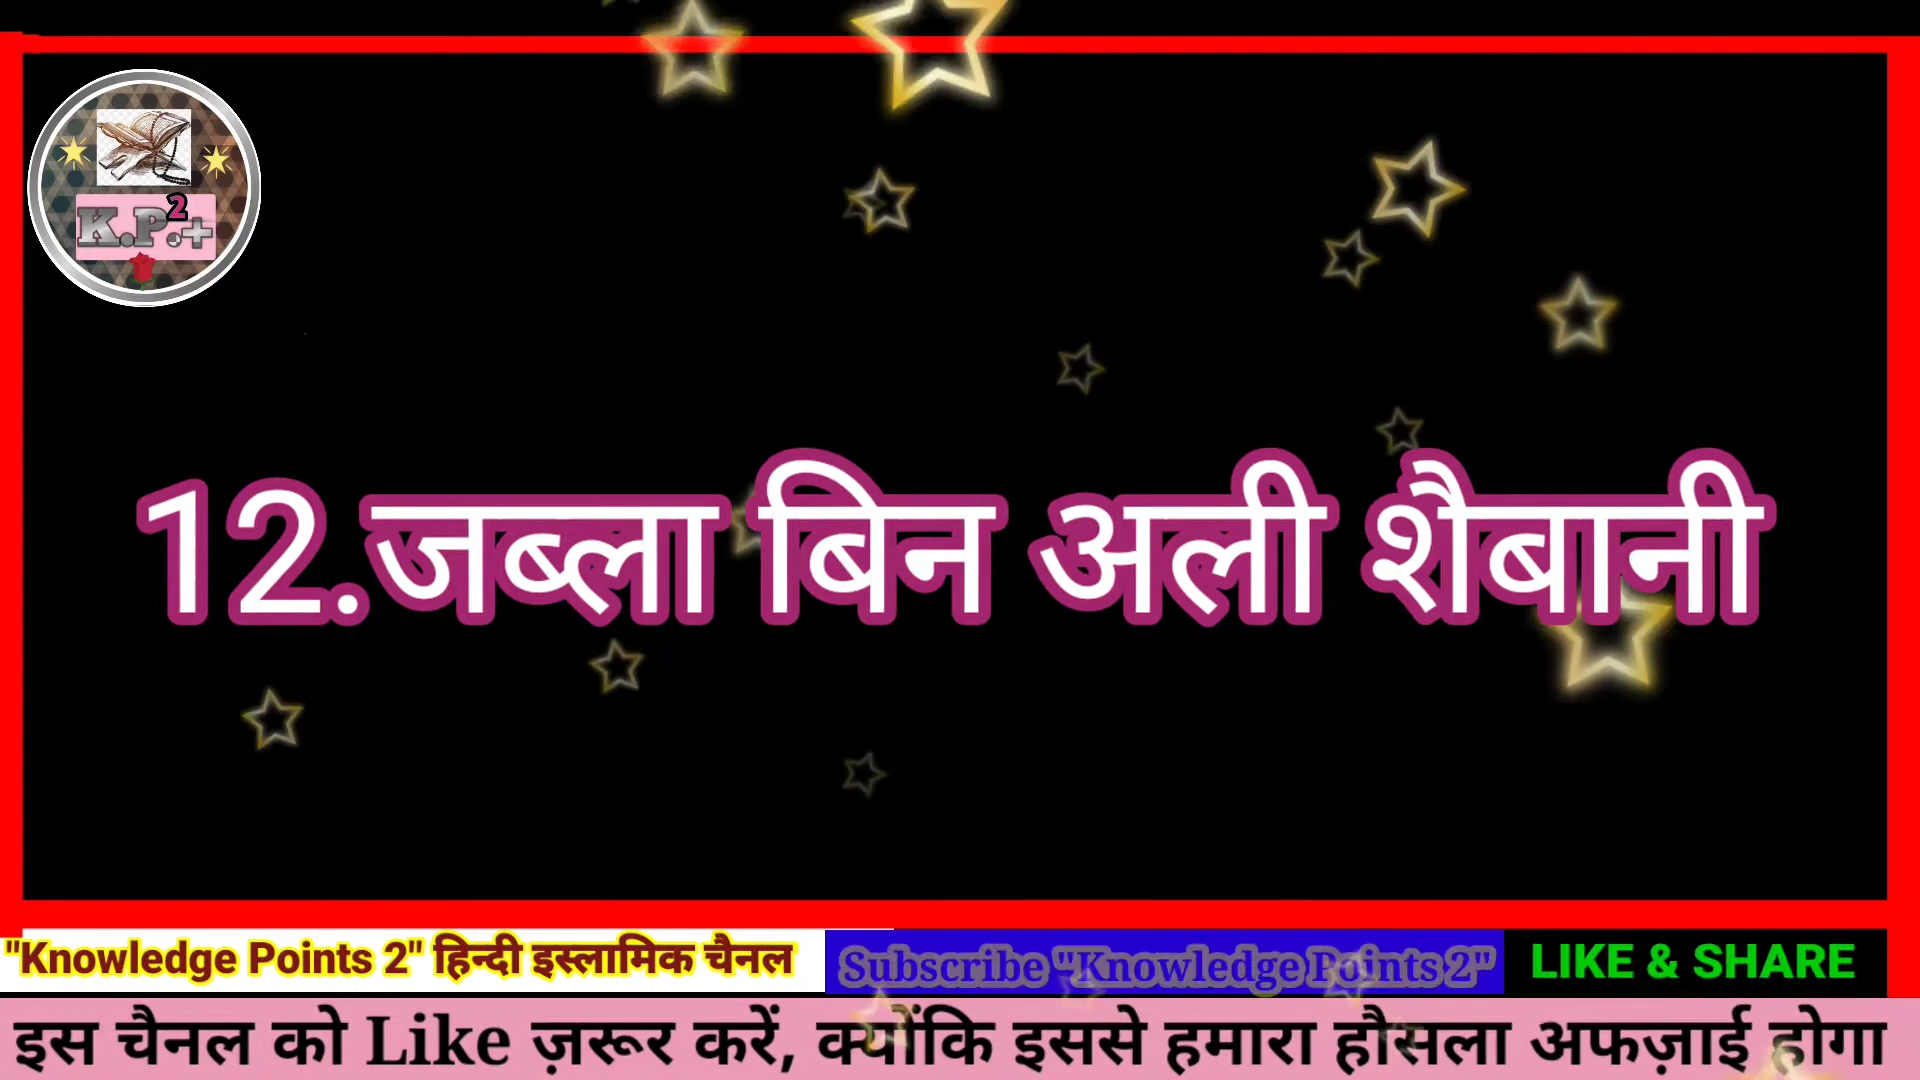 K.P.2+
12.जब्ला बिन अली शैबानी
"Knowledge Points 2" हिन्दी इस्लामिक चैनल
Subscribe "Knowledge Points 2"
LIKE & SHARE
इस चैनल को Like ज़रूर करें, क्योंकि इससे हमारा हौसला अफज़ाई होगा